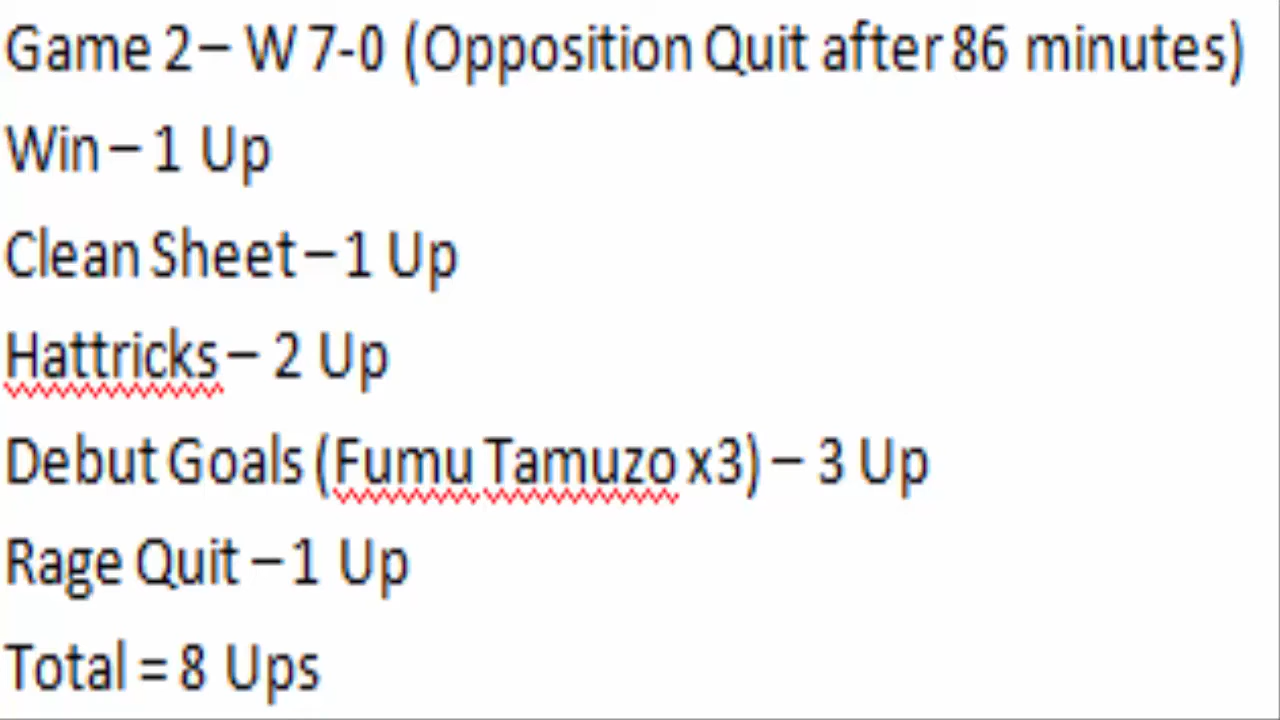 Game 2 – W 7-0 (Opposition Quit after 86 minutes)
Win – 1 Up
Clean Sheet – 1 Up
Hattricks – 2 Up
Debut Goals (Fumu Tamuzo x3) – 3 Up
Rage Quit – 1 Up
Total = 8 Ups